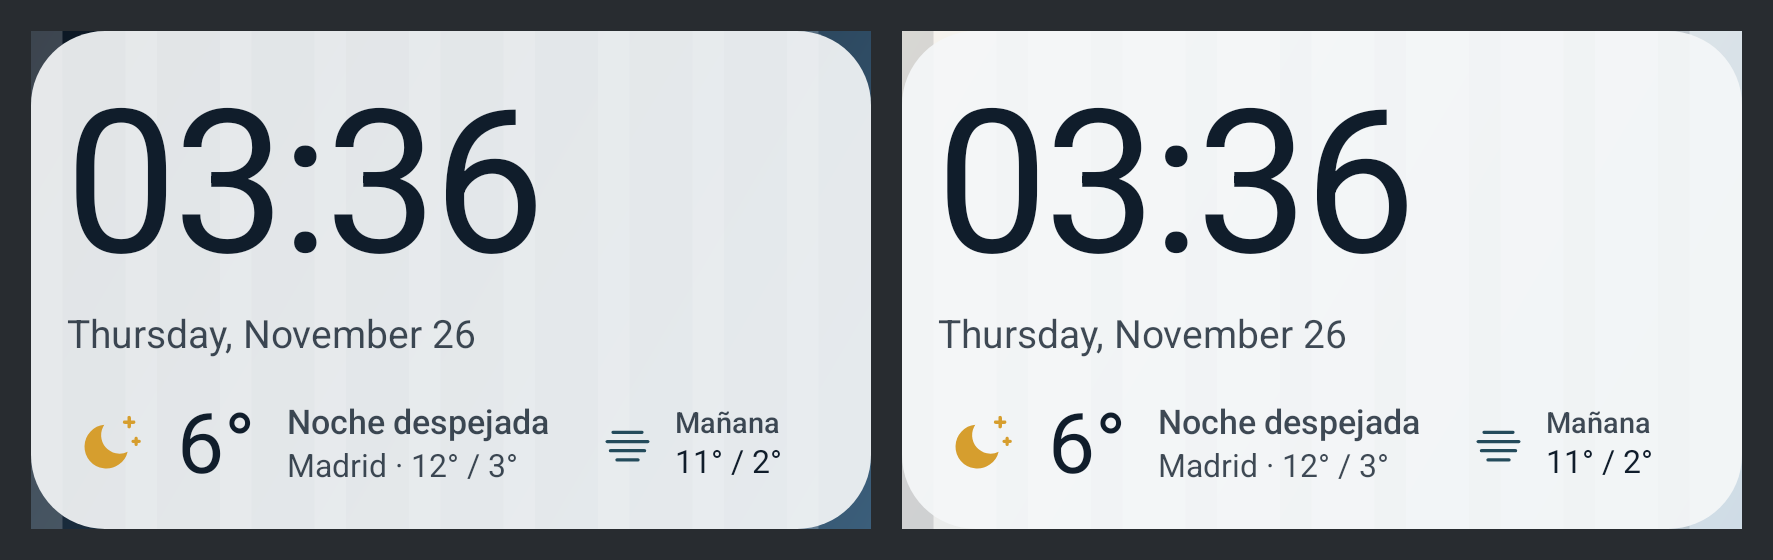 03:36
Thursday, November 26
6°
Noche despejada
Madrid · 12° / 3°
Mañana
11° / 2°
03:36
Thursday, November 26
6°
Noche despejada
Madrid · 12° / 3°
Mañana
11° / 2°